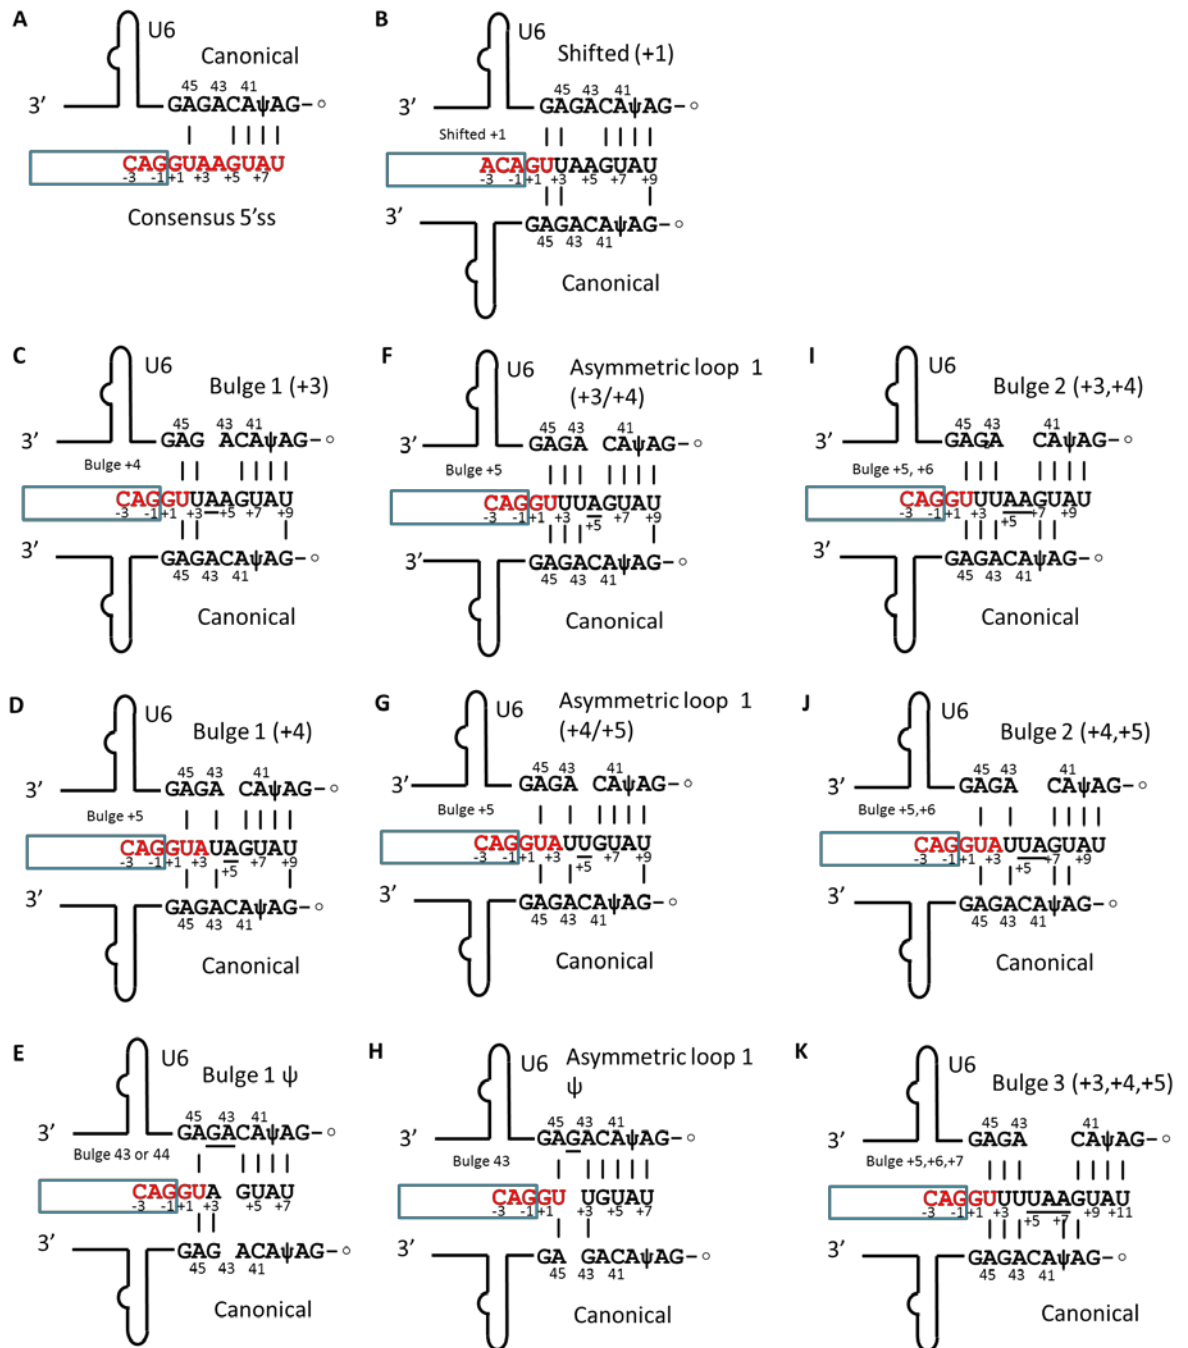 A
U6
Canonical
45 43 41
3’ GAGACAψAG-○
CAGGUAAGUAU
-3 -1 +1 +3 +5 +7
Consensus 5’ss
B
U6
Shifted (+1)
45 43 41
3’ GAGACAψAG-○
Shifted +1
ACAGUUAAGUAU
-3 -1 +1 +3 +5 +7 +9
3’ GAGACAψAG-○
45 43 41
Canonical
C
U6
Bulge 1 (+3)
45 43 41
3’ GAG ACAψAG-○
Bulge +4
CAGGUUAAGUAU
-3 -1 +1 +3 +5 +7 +9
3’ GAGACAψAG-○
45 43 41
Canonical
F
U6
Asymmetric loop 1
(+3/+4)
45 43 41
3’ GAGA CAψAG-○
Bulge +5
CAGGUUUAGUAU
-3 -1 +1 +3 +5 +7 +9
3’ GAGACAψAG-○
45 43 41
Canonical
I
U6
Bulge 2 (+3,+4)
45 43 41
3’ GAGA CAψAG-○
Bulge +5, +6
CAGGUUUAAGUAU
-3 -1 +1 +3 +5 +7 +9
3’ GAGACAψAG-○
45 43 41
Canonical
D
U6
Bulge 1 (+4)
45 43 41
3’ GAGA CAψAG-○
Bulge +5
CAGGUAUAGUAU
-3 -1 +1 +3 +5 +7 +9
3’ GAGACAψAG-○
45 43 41
Canonical
G
U6
Asymmetric loop 1
(+4/+5)
45 43 41
3’ GAGA CAψAG-○
Bulge +5
CAGGUAUUGUAU
-3 -1 +1 +3 +5 +7 +9
3’ GAGACAψAG-○
45 43 41
Canonical
J
U6
Bulge 2 (+4,+5)
45 43 41
3’ GAGA CAψAG-○
Bulge +5,+6
CAGGUAUUAGUAU
-3 -1 +1 +3 +5 +7 +9
3’ GAGACAψAG-○
45 43 41
Canonical
E
U6
Bulge 1 ψ
45 43 41
3’ GAGACAψAG-○
Bulge 43 or 44
CAGGUA GUAU
-3 -1 +1 +3 +5 +7
3’ GAG ACAψAG-○
45 43 41
Canonical
H
U6
Asymmetric loop 1
ψ
45 43 41
3’ GAGACAψAG-○
Bulge 43
CAGGU UGUAU
-3 -1 +1 +3 +5 +7
3’ GA GACAψAG-○
45 43 41
Canonical
K
U6
Bulge 3 (+3,+4,+5)
45 43 41
3’ GAGA CAψAG-○
Bulge +5,+6,+7
CAGGUUUUAAGUAU
-3 -1 +1 +3 +5 +7 +9 +11
3’ GAGACAψAG-○
45 43 41
Canonical